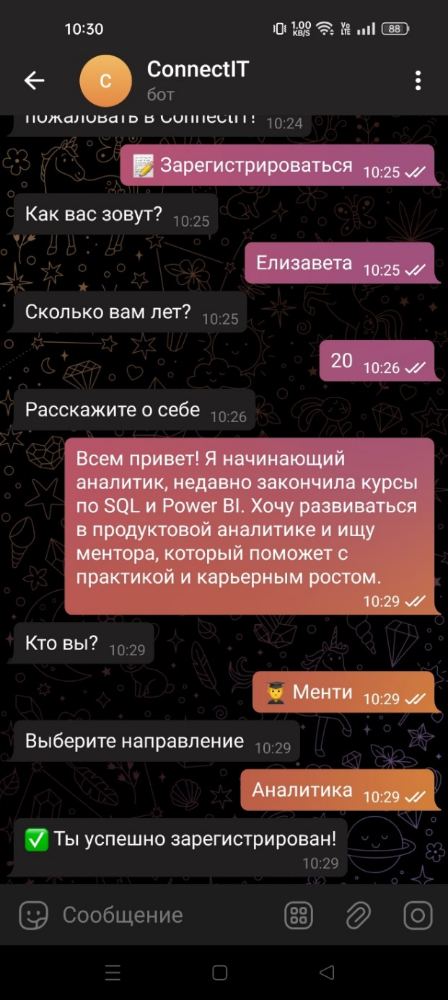 10:30
1.00 KB/S
Vo LTE
88
C
ConnectIT
бот
пожаловать в ConnectIT! 10:24
Зарегистрироваться 10:25
Как вас зовут? 10:25
Елизавета 10:25
Сколько вам лет? 10:25
20 10:26
Расскажите о себе 10:26
Всем привет! Я начинающий
аналитик, недавно закончила курсы
по SQL и Power BI. Хочу развиваться
в продуктовой аналитике и ищу
ментора, который поможет с
практикой и карьерным ростом.
10:29
Кто вы? 10:29
Менти 10:29
Выберите направление 10:29
Аналитика 10:29
Ты успешно зарегистрирован!
10:29
Сообщение